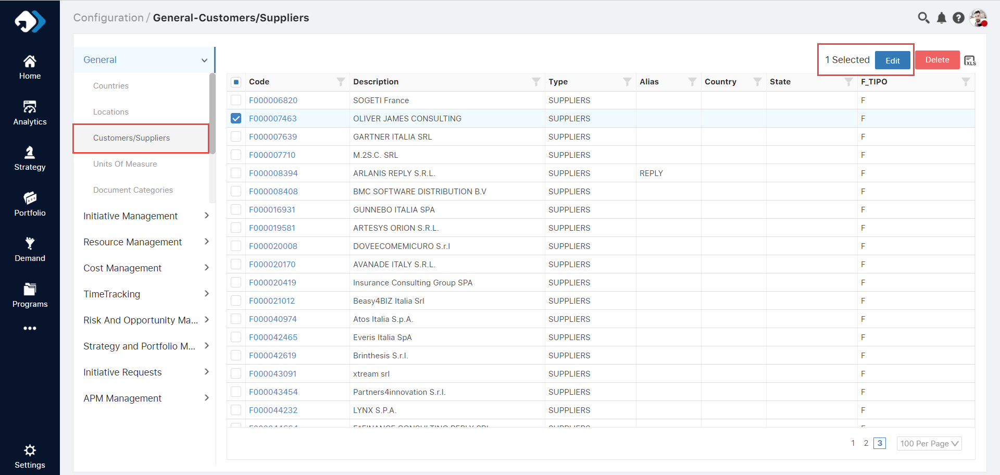 Configuration / General-Customers/Suppliers
Home
Analytics
Strategy
Portfolio
Demand
Programs
Settings
General
Countries
Locations
Customers/Suppliers
Units Of Measure
Document Categories
Initiative Management
Resource Management
Cost Management
TimeTracking
Risk And Opportunity Ma...
Strategy and Portfolio M...
Initiative Requests
APM Management
1 Selected Edit Delete XLS
Code Description Type Alias Country State F_TIPO
F000006820 SOGETI France SUPPLIERS F
F000007463 OLIVER JAMES CONSULTING SUPPLIERS F
F000007639 GARTNER ITALIA SRL SUPPLIERS F
F000007710 M.2S.C. SRL SUPPLIERS F
F000008394 ARLANIS REPLY S.R.L. SUPPLIERS REPLY F
F000008408 BMC SOFTWARE DISTRIBUTION B.V SUPPLIERS F
F000016931 GUNNEBO ITALIA SPA SUPPLIERS F
F000019581 ARTESYS ORION S.R.L. SUPPLIERS F
F000020008 DOVEECOMEMICURO S.r.l SUPPLIERS F
F000020170 AVANADE ITALY S.R.L. SUPPLIERS F
F000020419 Insurance Consulting Group SPA SUPPLIERS F
F000021012 Beasy4BIZ Italia Srl SUPPLIERS F
F000040974 Atos Italia S.p.A. SUPPLIERS F
F000042465 Everis Italia SpA SUPPLIERS F
F000042619 Brinthesis S.r.l. SUPPLIERS F
F000043091 xtream srl SUPPLIERS F
F000043454 Partners4innovation S.r.l. SUPPLIERS F
F000044232 LYNX S.P.A. SUPPLIERS F
1 2 3 100 Per Page